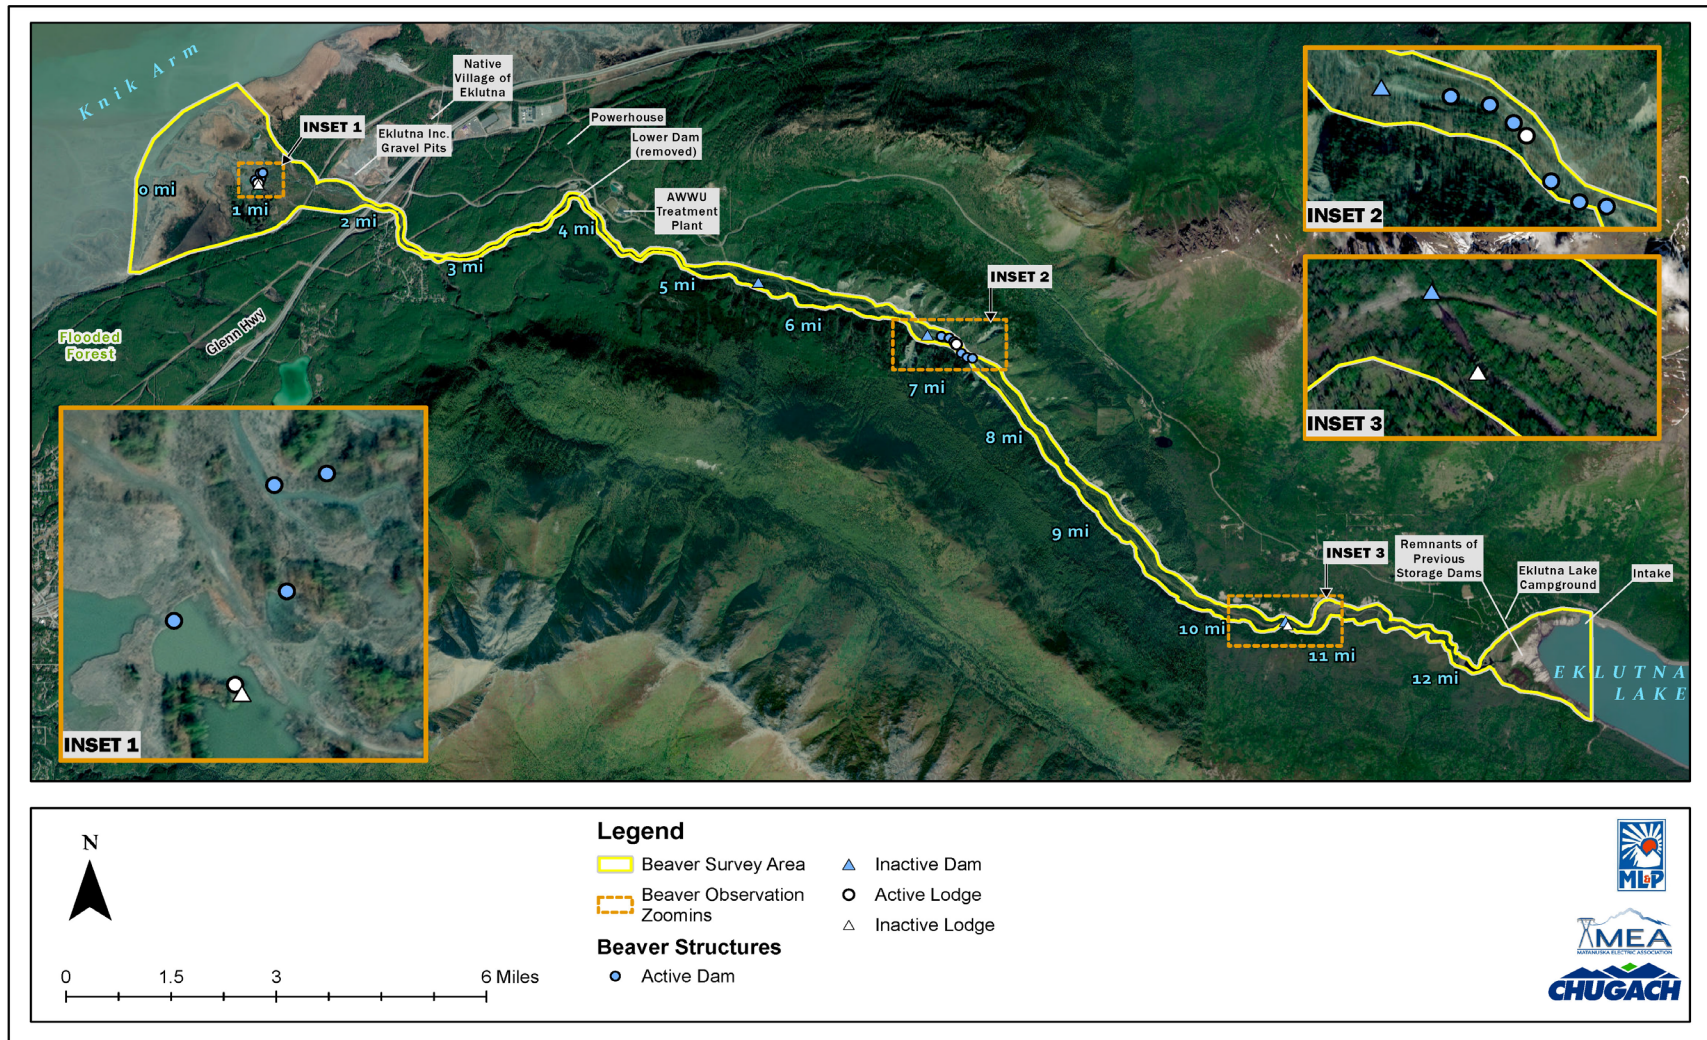 Knik Arm
Native
Village of
Eklutna
INSET 1
Eklutna Inc.
Gravel Pits
Powerhouse
Lower Dam
(removed)
AWWU
Treatment
Plant
0 mi
1 mi
2 mi
3 mi
4 mi
5 mi
6 mi
7 mi
8 mi
9 mi
10 mi
11 mi
12 mi
Glenn Hwy
Flooded
Forest
INSET 2
INSET 3
Remnants of
Previous
Storage Dams
Eklutna Lake
Campground
Intake
EKLUTNA
LAKE
INSET 1
INSET 2
INSET 3
N
0 1.5 3 6 Miles
Legend
Beaver Survey Area
Beaver Observation
Zoomins
Beaver Structures
Active Dam
Inactive Dam
Active Lodge
Inactive Lodge
ML&P
MEA
MATANUSKA ELECTRIC ASSOCIATION
CHUGACH